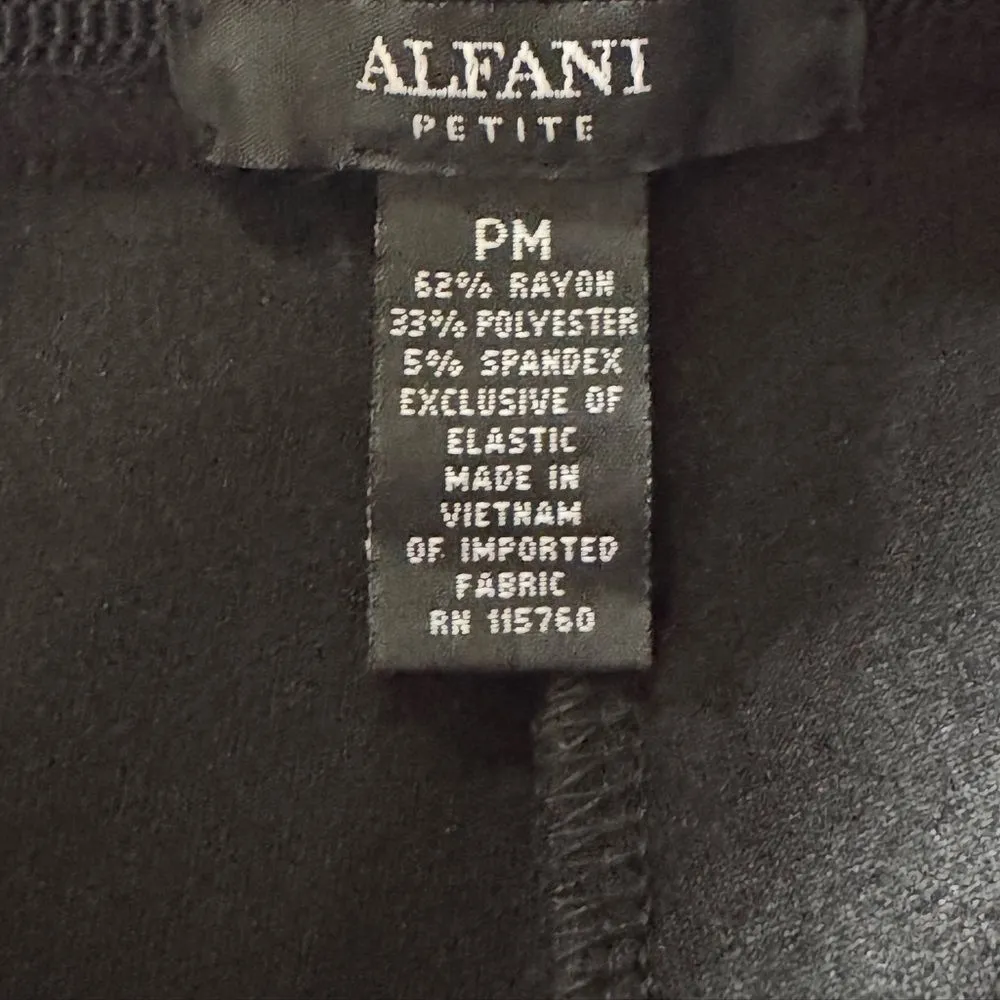 ALFANI
PETITE
PM
62% RAYON
33% POLYESTER
5% SPANDEX
EXCLUSIVE OF
ELASTIC
MADE IN
VIETNAM
OF IMPORTED
FABRIC
RN 115760